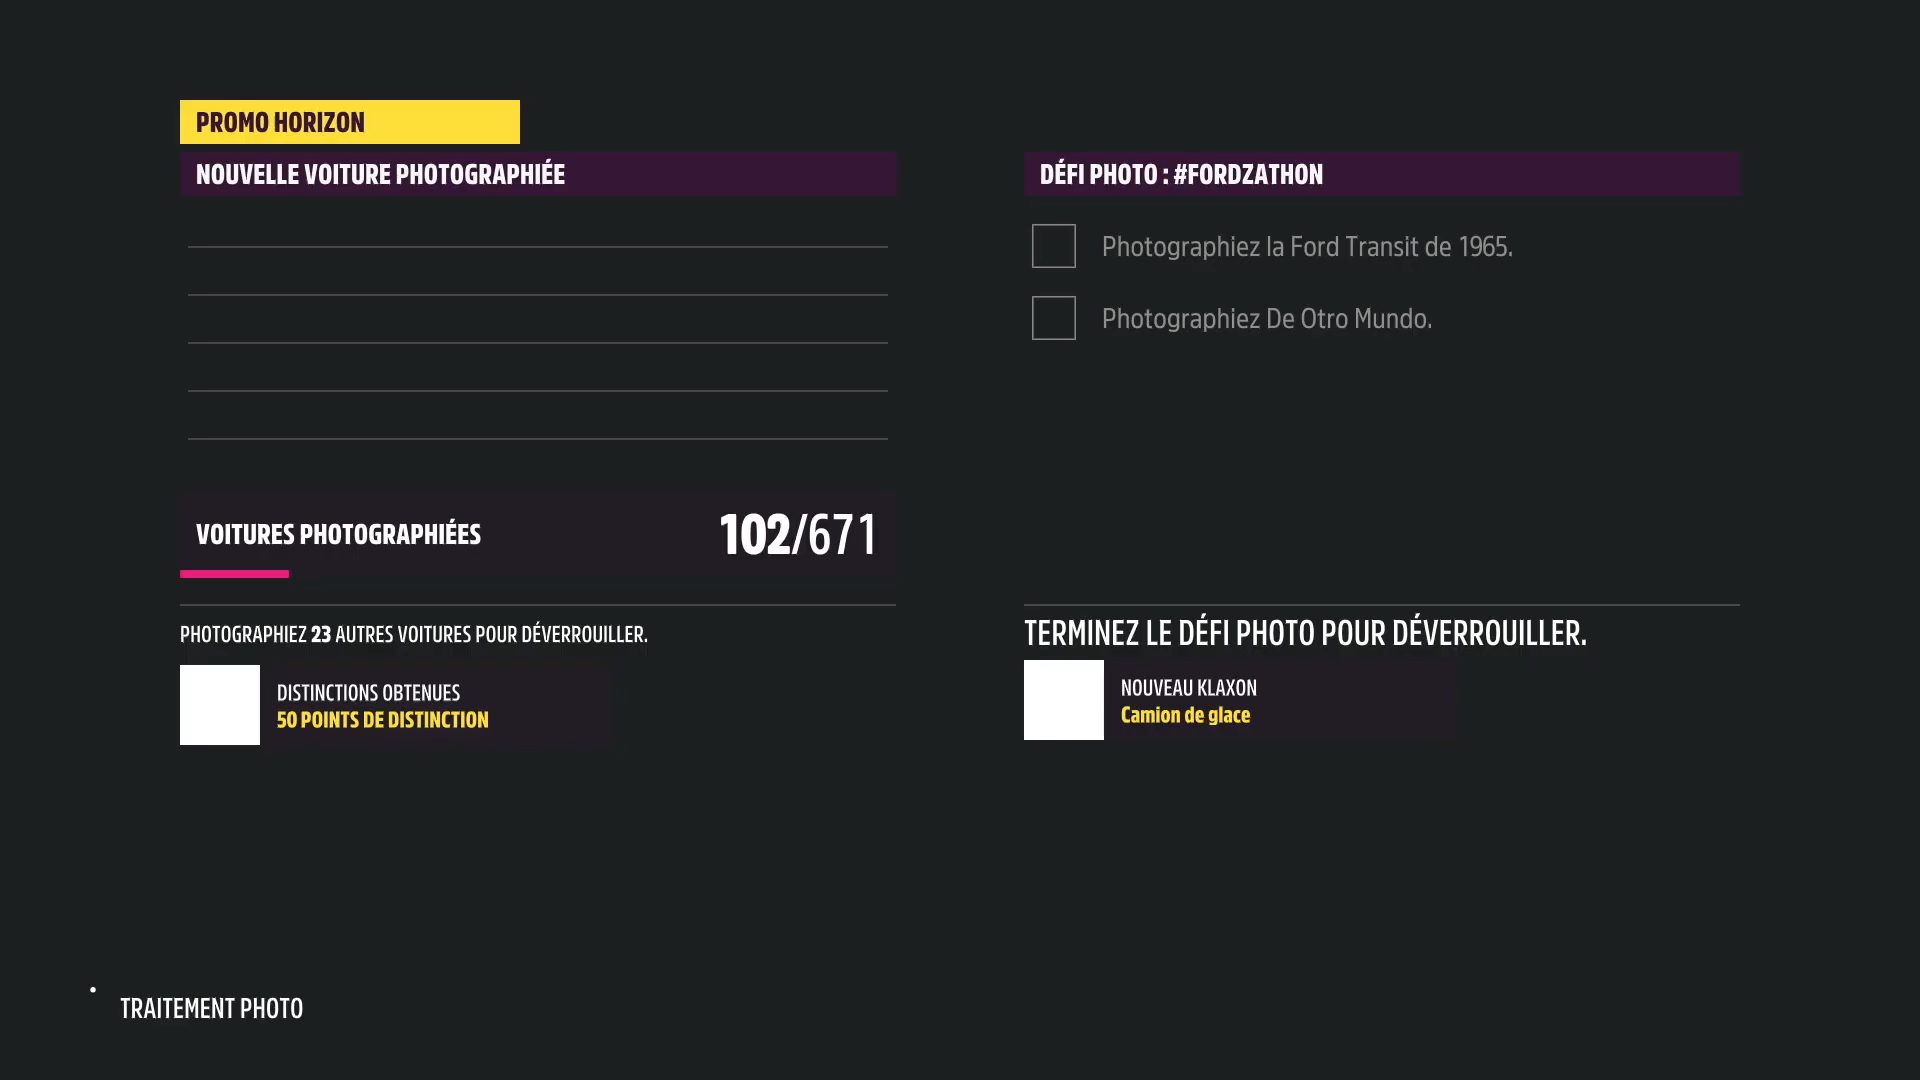 PROMO HORIZON
NOUVELLE VOITURE PHOTOGRAPHIÉE
VOITURES PHOTOGRAPHIÉES 102/671
PHOTOGRAPHIEZ 23 AUTRES VOITURES POUR DÉVERROUILLER.
DISTINCTIONS OBTENUES
50 POINTS DE DISTINCTION
DÉFI PHOTO : #FORDZATHON
Photographiez la Ford Transit de 1965.
Photographiez De Otro Mundo.
TERMINEZ LE DÉFI PHOTO POUR DÉVERROUILLER.
NOUVEAU KLAXON
Camion de glace
TRAITEMENT PHOTO